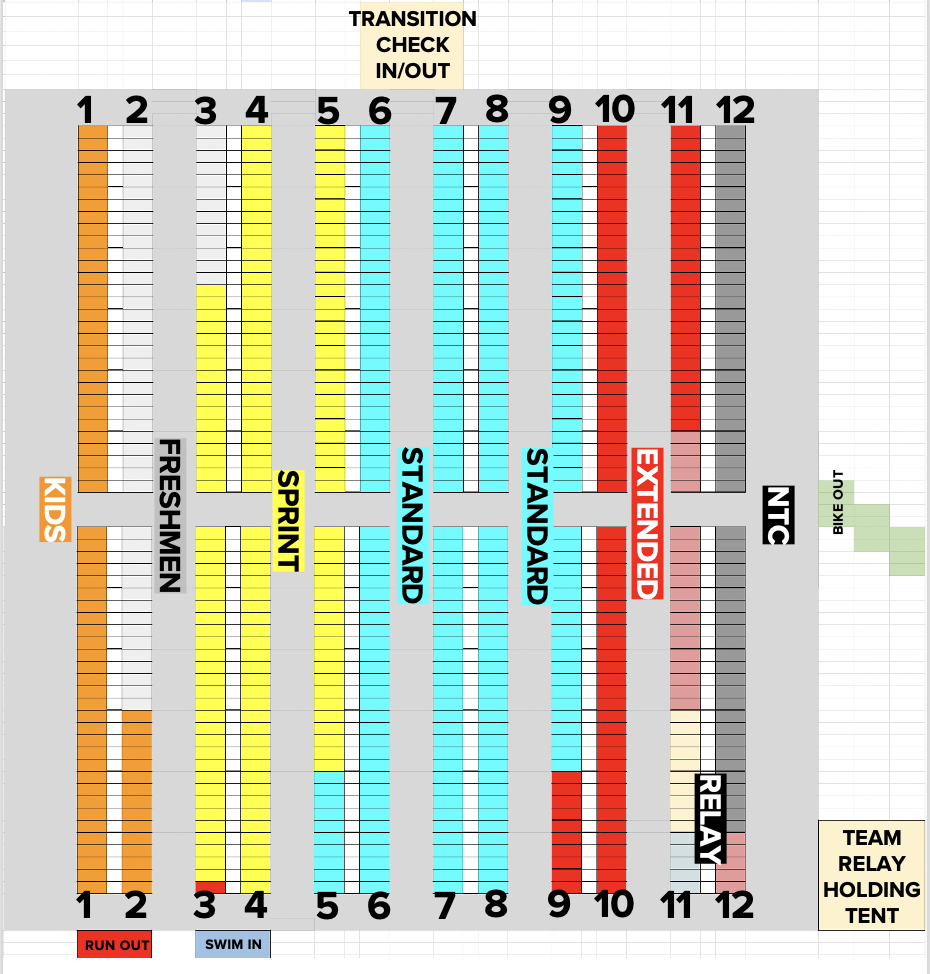 TRANSITION
CHECK
IN/OUT
1 2 3 4 5 6 7 8 9 10 11 12
KIDS
FRESHMEN
SPRINT
STANDARD
STANDARD
EXTENDED
NTC
BIKE OUT
RELAY
TEAM
RELAY
HOLDING
TENT
1 2 3 4 5 6 7 8 9 10 11 12
RUN OUT
SWIM IN